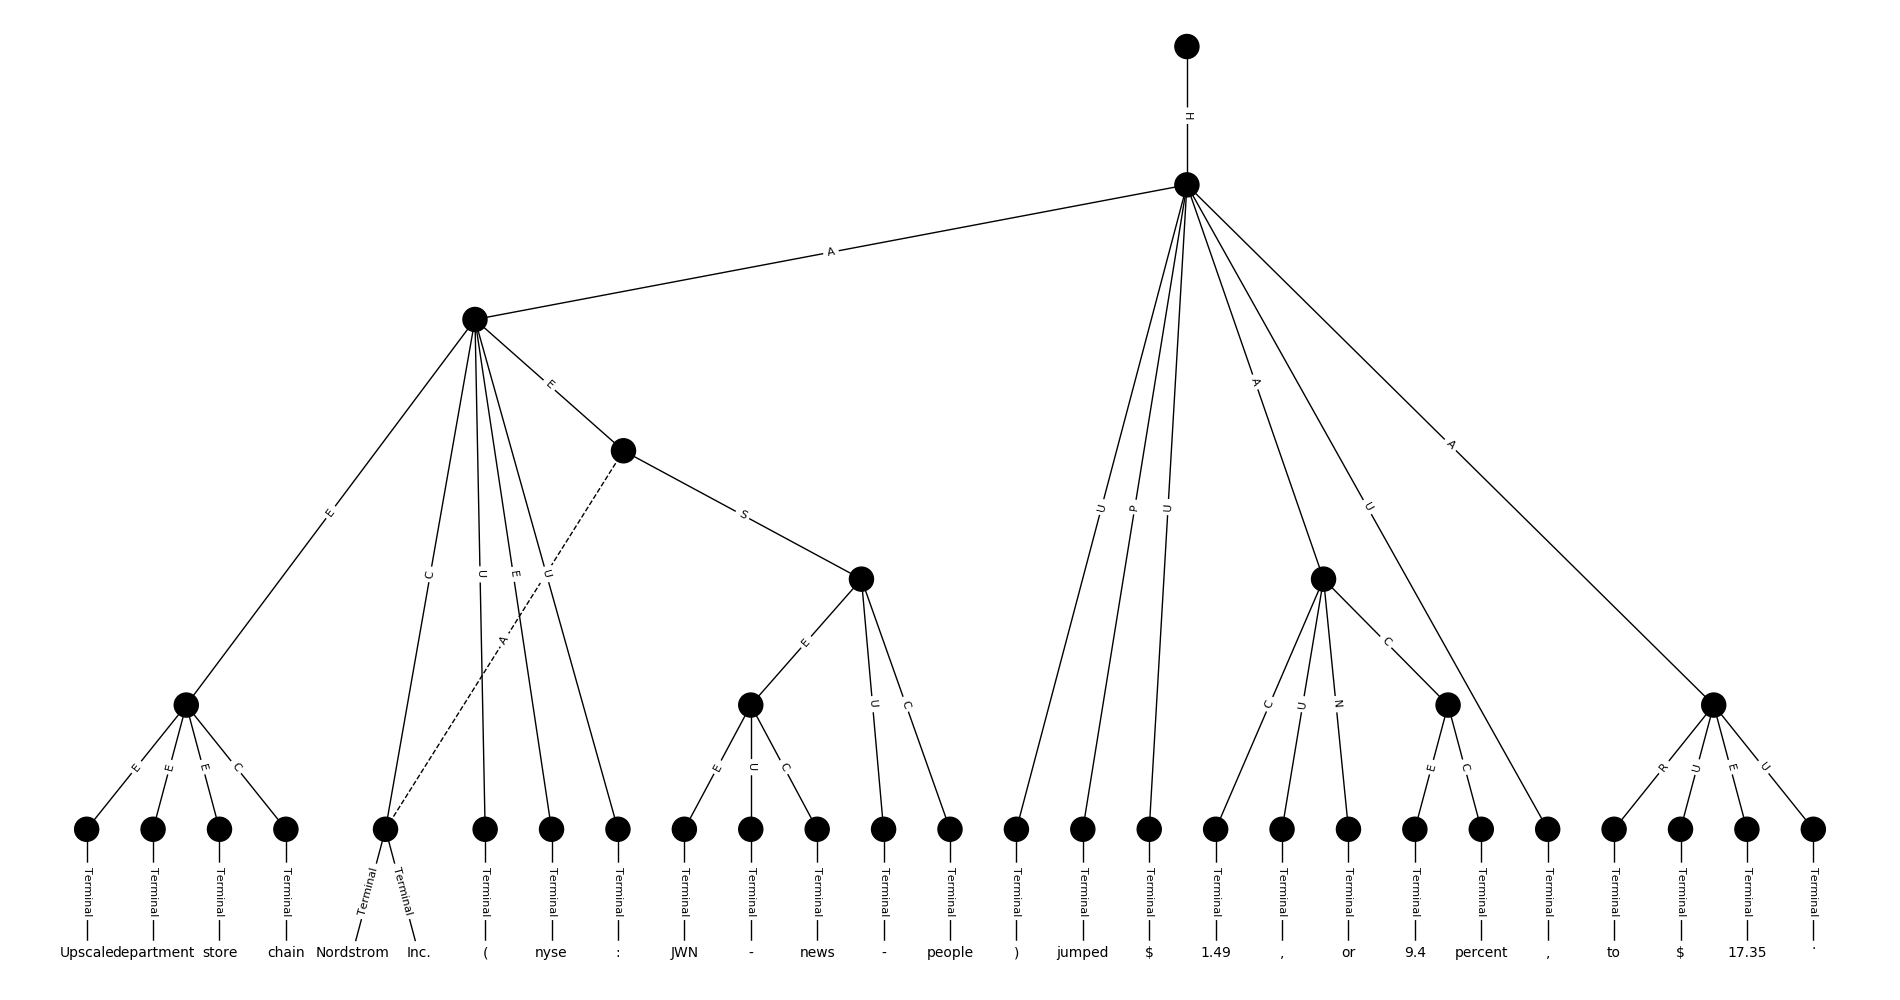 H
A
E
A
A
S
E
U
P
U
U
C
U
E
U
A
E
C
C
U
C
U
N
E
E
E
C
E
U
C
E
C
R
U
E
U
Terminal Terminal Terminal Terminal Terminal Terminal Terminal Terminal Terminal Terminal Terminal Terminal Terminal Terminal Terminal Terminal Terminal Terminal Terminal Terminal Terminal Terminal Terminal Terminal Terminal Terminal Terminal
Upscale department store chain Nordstrom Inc. ( nyse : JWN - news - people ) jumped $ 1.49 , or 9.4 percent , to $ 17.35 .